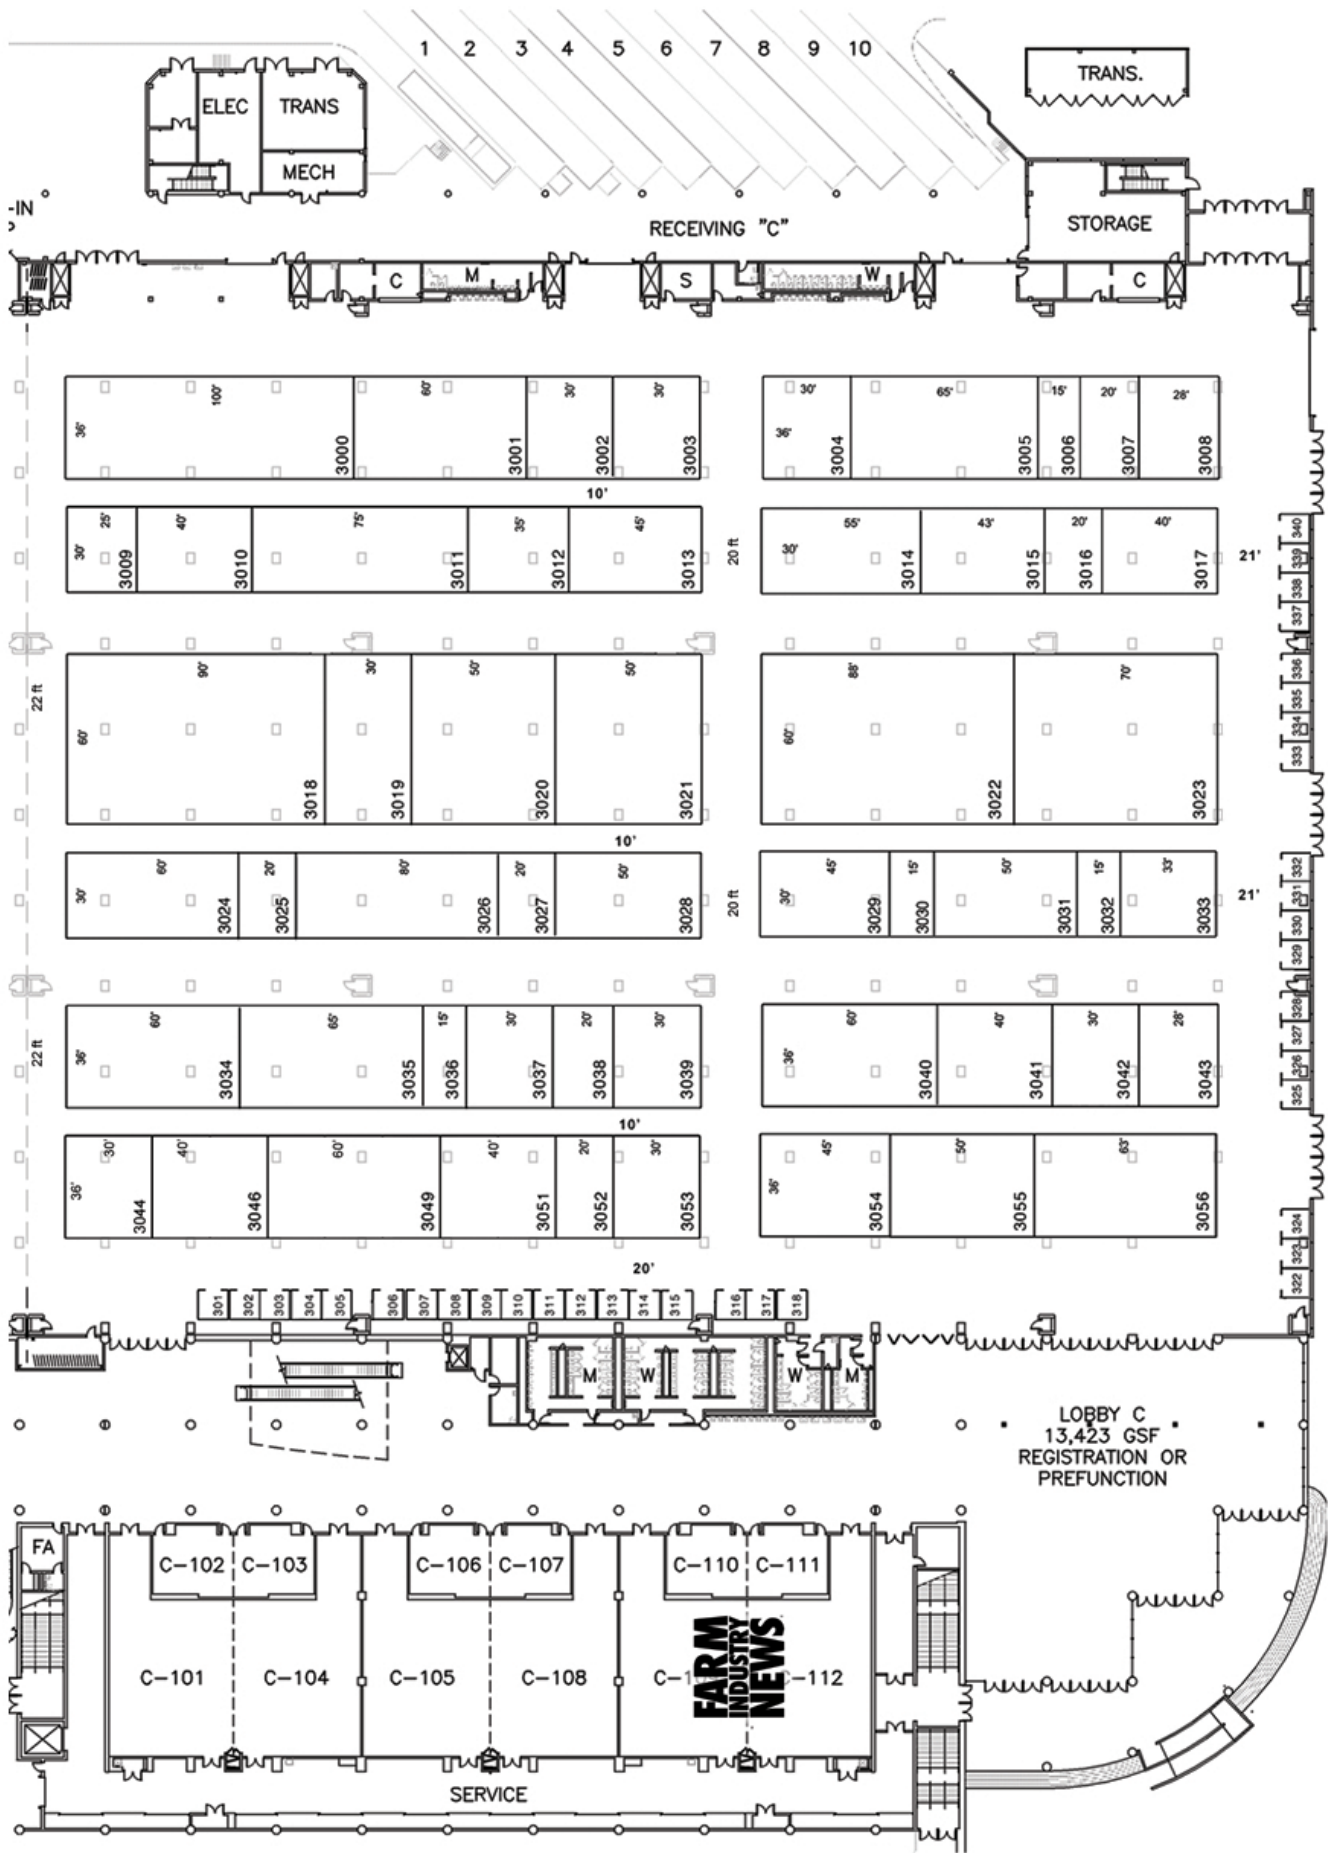 1 2 3 4 5 6 7 8 9 10
TRANS.
ELEC TRANS
MECH
-IN
RECEIVING "C"
STORAGE
C M S W C
100' 60' 30' 30' 30' 65' 15' 20' 28'
36' 36'
3000 3001 3002 3003 3004 3005 3006 3007 3008
10'
25' 40' 75' 35' 45' 55' 43' 20' 40'
30' 20 ft 30' 21'
3009 3010 3011 3012 3013 3014 3015 3016 3017
340
339
338
337
90' 30' 50' 50' 88' 70'
22 ft 60' 60'
3018 3019 3020 3021 3022 3023
336
335
334
333
10'
60' 20' 80' 20' 50' 45' 15' 50' 15' 33'
30' 20 ft 30' 21'
3024 3025 3026 3027 3028 3029 3030 3031 3032 3033
332
331
330
329
60' 65' 15' 30' 20' 30' 60' 40' 30' 28'
22 ft 36' 36'
3034 3035 3036 3037 3038 3039 3040 3041 3042 3043
328
327
326
325
10'
30' 40' 60' 40' 20' 30' 45' 50' 63'
36' 36'
3044 3046 3049 3051 3052 3053 3054 3055 3056
324
323
322
20'
301 302 303 304 305 306 307 308 309 310 311 312 313 314 315 316 317 318
M W W M
LOBBY C
13,423 GSF
REGISTRATION OR
PREFUNCTION
FA
C-102 C-103 C-106 C-107 C-110 C-111
C-101 C-104 C-105 C-108 C-112
FARM
INDUSTRY
NEWS
SERVICE